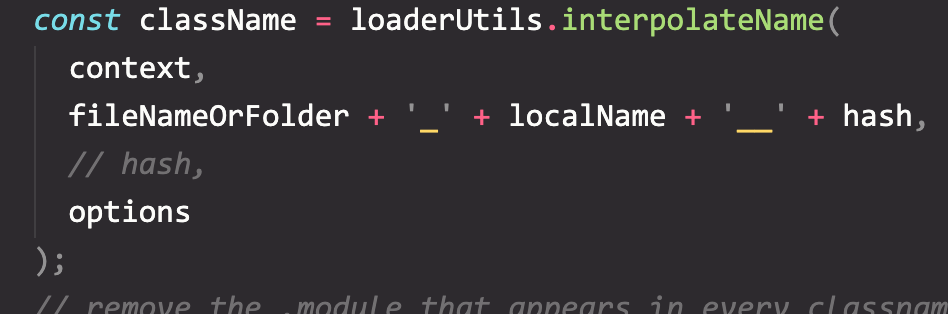 const className = loaderUtils.interpolateName(
context,
fileNameOrFolder + '_' + localName + '__' + hash,
// hash,
options
);
// remove the .module that appears in every classnam